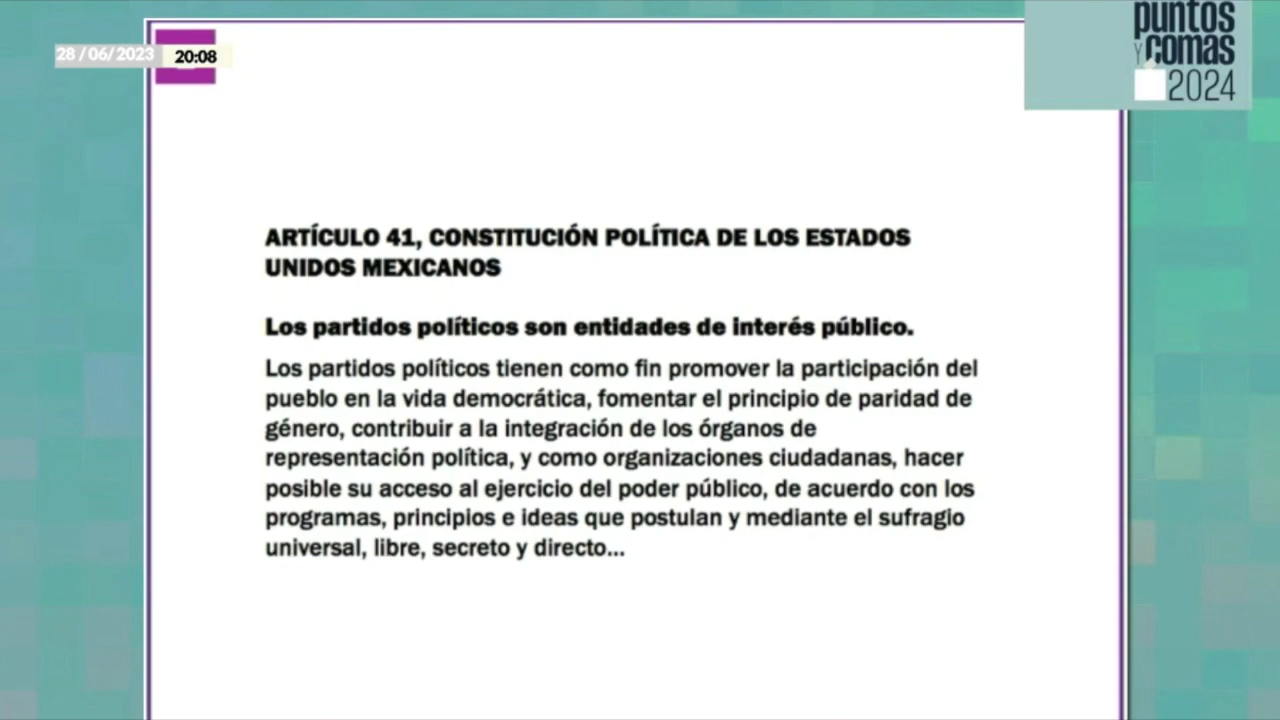 28/06/2023 20:08
puntos
y comas
2024
ARTÍCULO 41, CONSTITUCIÓN POLÍTICA DE LOS ESTADOS
UNIDOS MEXICANOS
Los partidos políticos son entidades de interés público.
Los partidos políticos tienen como fin promover la participación del
pueblo en la vida democrática, fomentar el principio de paridad de
género, contribuir a la integración de los órganos de
representación política, y como organizaciones ciudadanas, hacer
posible su acceso al ejercicio del poder público, de acuerdo con los
programas, principios e ideas que postulan y mediante el sufragio
universal, libre, secreto y directo...